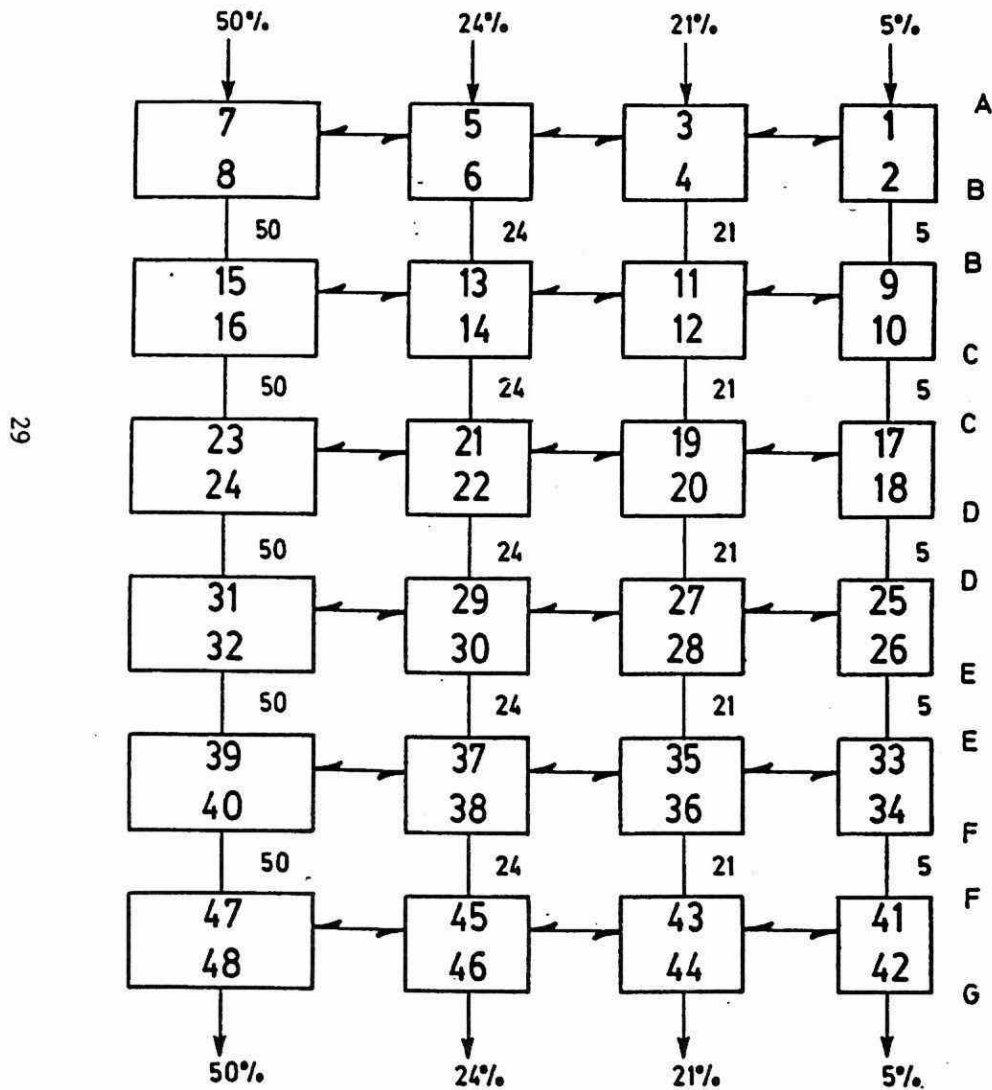 50% 24% 21% 5%
A
7 5 3 1
8 6 4 2
B
50 24 21 5
B
15 13 11 9
16 14 12 10
C
50 24 21 5
C
23 21 19 17
24 22 20 18
D
50 24 21 5
D
31 29 27 25
32 30 28 26
E
50 24 21 5
E
39 37 35 33
40 38 36 34
F
50 24 21 5
F
47 45 43 41
48 46 44 42
G
50% 24% 21% 5%
29